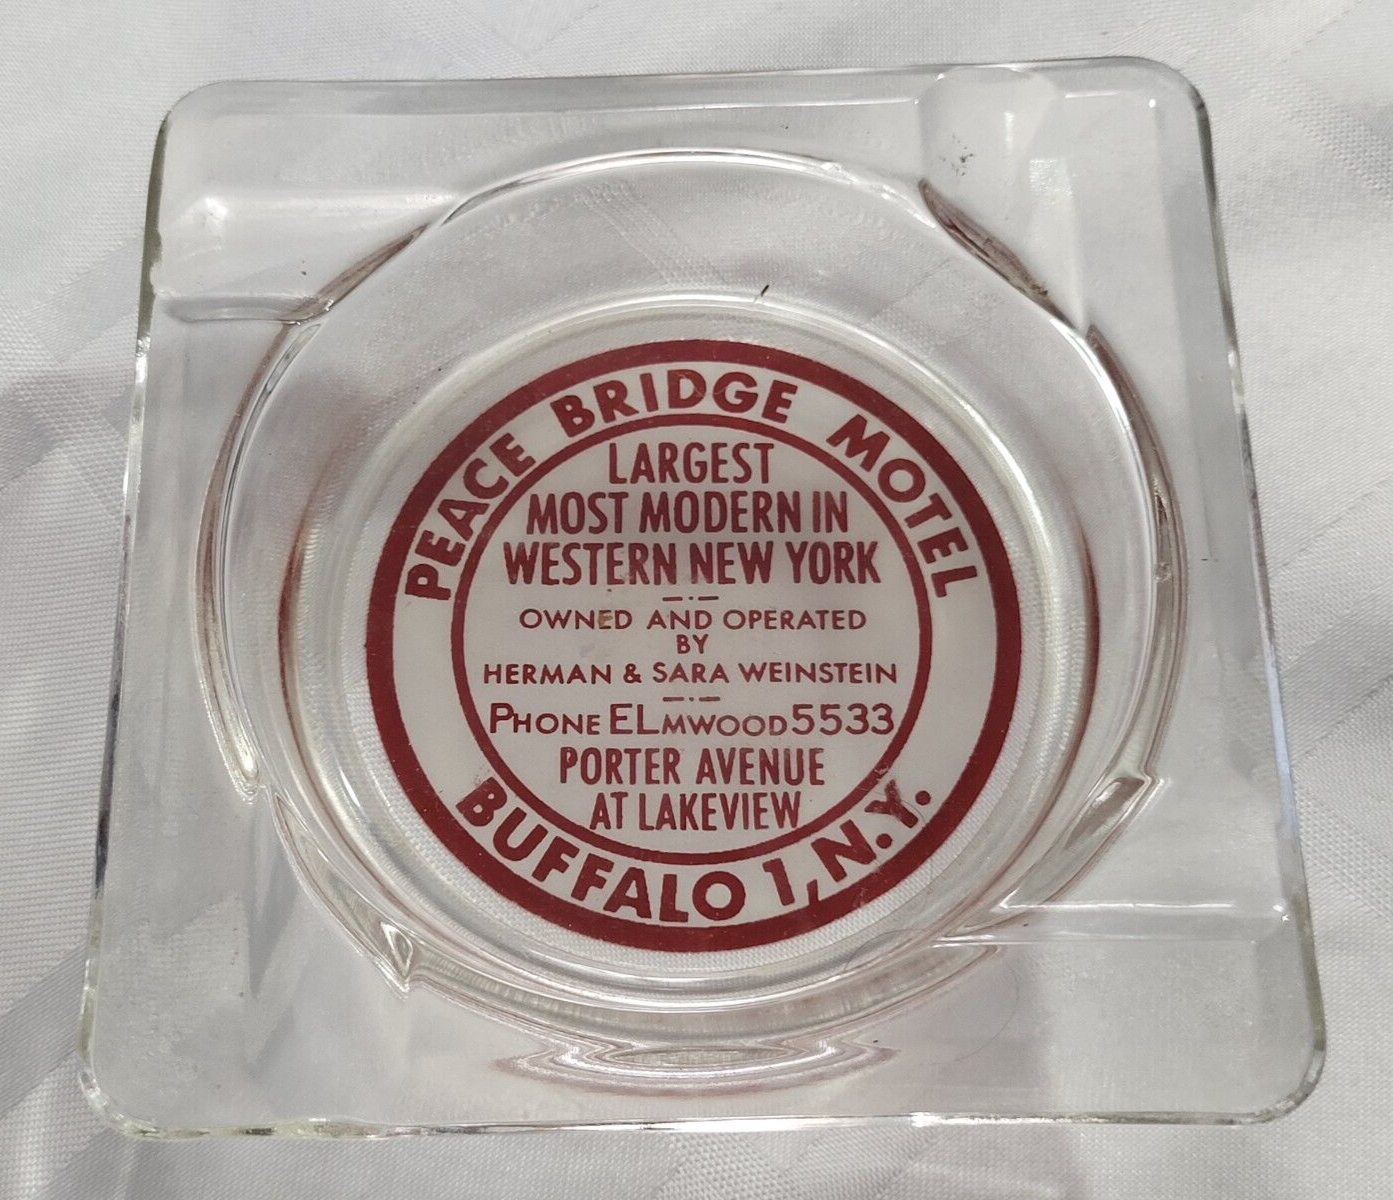 PEACE BRIDGE MOTEL
LARGEST
MOST MODERN IN
WESTERN NEW YORK
OWNED AND OPERATED
BY
HERMAN & SARA WEINSTEIN
PHONE ELMWOOD 5533
PORTER AVENUE
AT LAKEVIEW
BUFFALO 1, N.Y.